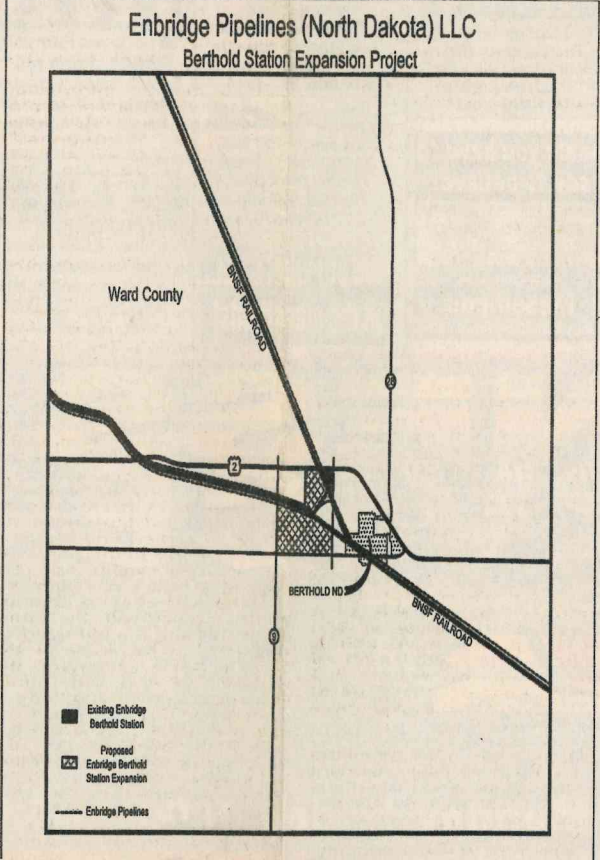 Enbridge Pipelines (North Dakota) LLC
Berthold Station Expansion Project
BNSF RAILROAD
Ward County
28
2
BERTHOLD ND
BNSF RAILROAD
9
Existing Enbridge
Berthold Station
Proposed
Enbridge Berthold
Station Expansion
Enbridge Pipelines